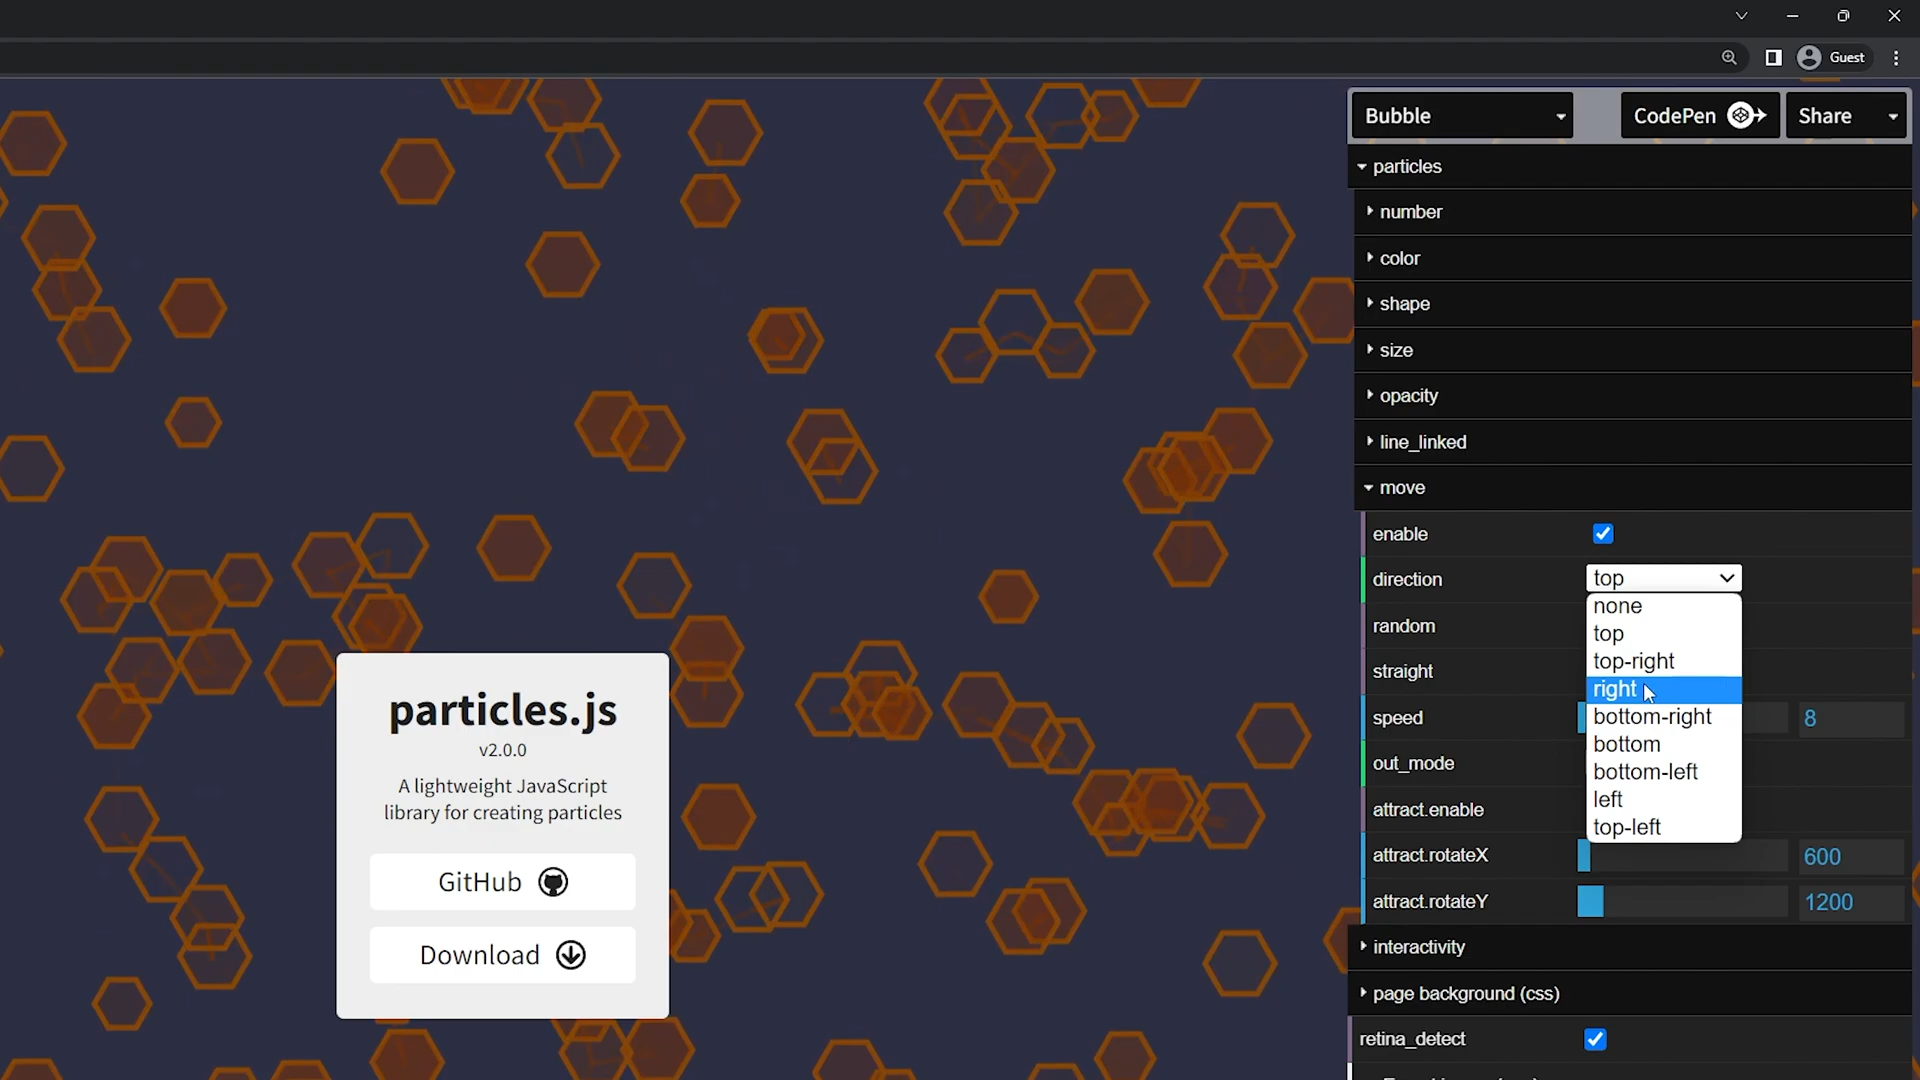 Guest
Bubble
CodePen
Share
particles
number
color
shape
size
opacity
line_linked
move
enable
direction
top
none
top
top-right
right
bottom-right
bottom
bottom-left
left
top-left
random
straight
speed
8
out_mode
attract.enable
attract.rotateX
600
attract.rotateY
1200
interactivity
page background (css)
retina_detect
particles.js
v2.0.0
A lightweight JavaScript
library for creating particles
GitHub
Download